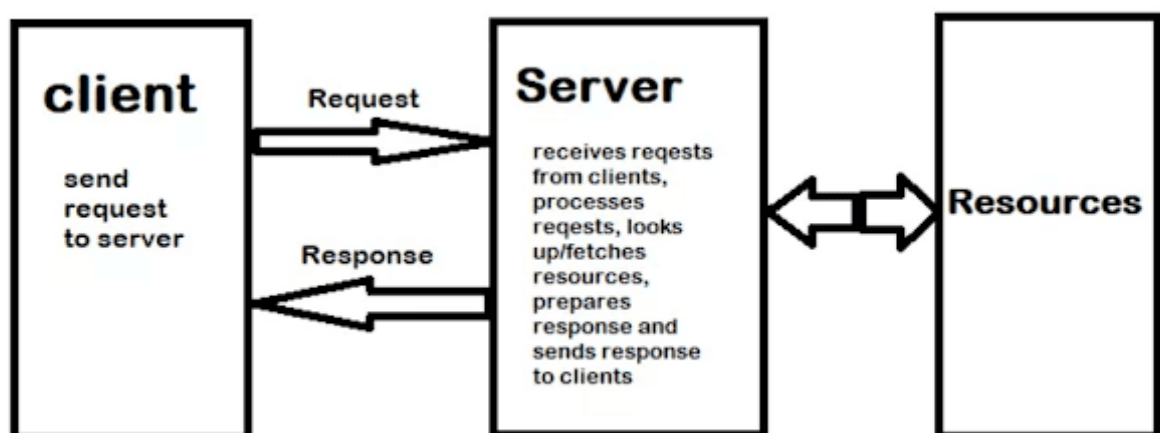 client
send
request
to server
Request
Response
Server
receives reqests
from clients,
processes
reqests, looks
up/fetches
resources,
prepares
response and
sends response
to clients
Resources